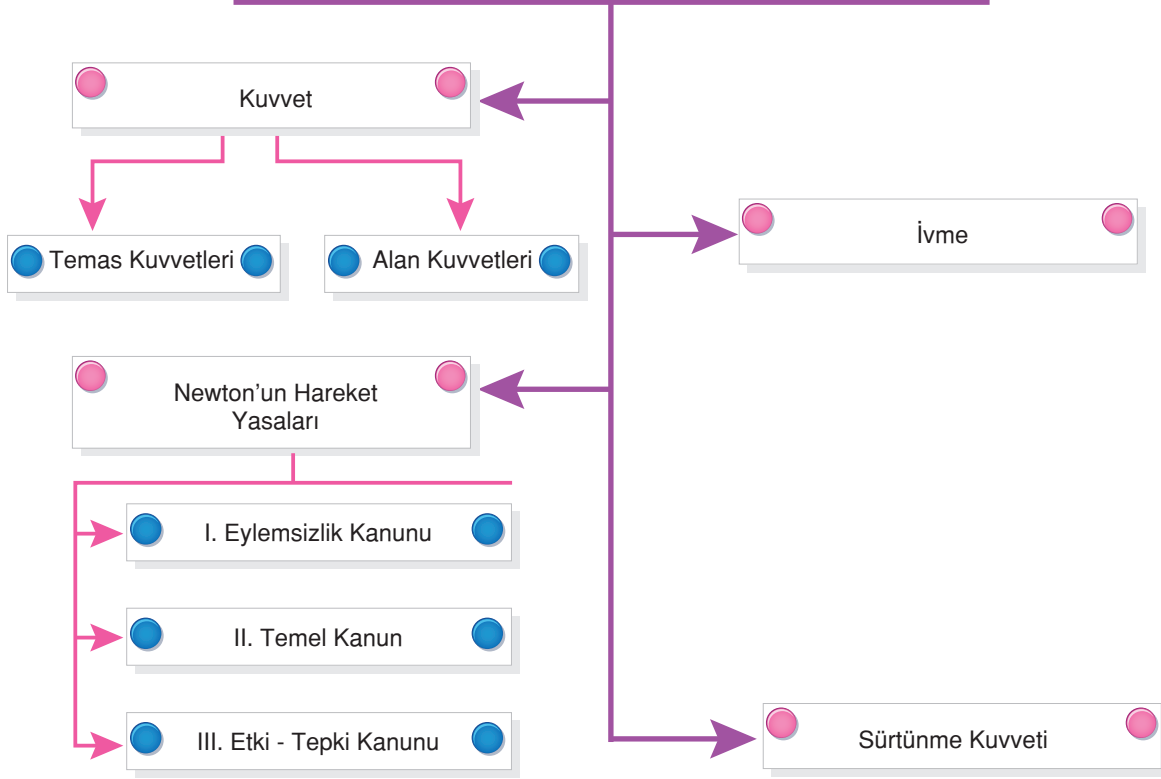 Kuvvet
Temas Kuvvetleri
Alan Kuvvetleri
İvme
Newton’un Hareket
Yasaları
I. Eylemsizlik Kanunu
II. Temel Kanun
III. Etki - Tepki Kanunu
Sürtünme Kuvveti